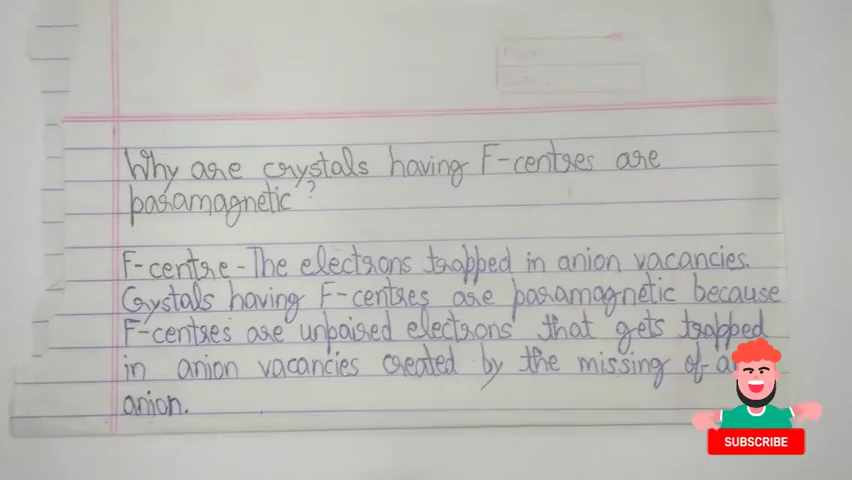 Why are crystals having F-centres are
paramagnetic?
F-centre - The electrons trapped in anion vacancies.
Crystals having F-centres are paramagnetic because
F-centres are unpaired electrons that gets trapped
in anion vacancies created by the missing of a
anion.
SUBSCRIBE